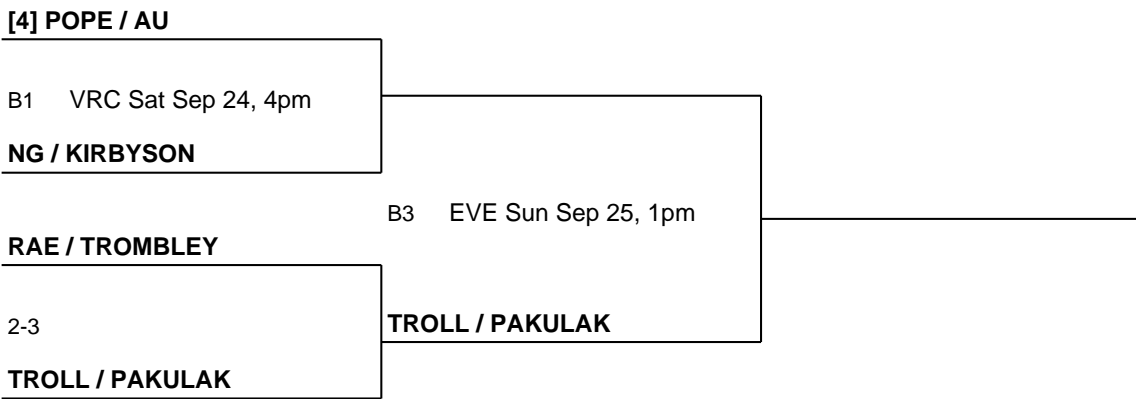 [4] POPE / AU
B1 VRC Sat Sep 24, 4pm
NG / KIRBYSON
B3 EVE Sun Sep 25, 1pm
RAE / TROMBLEY
2-3
TROLL / PAKULAK
TROLL / PAKULAK